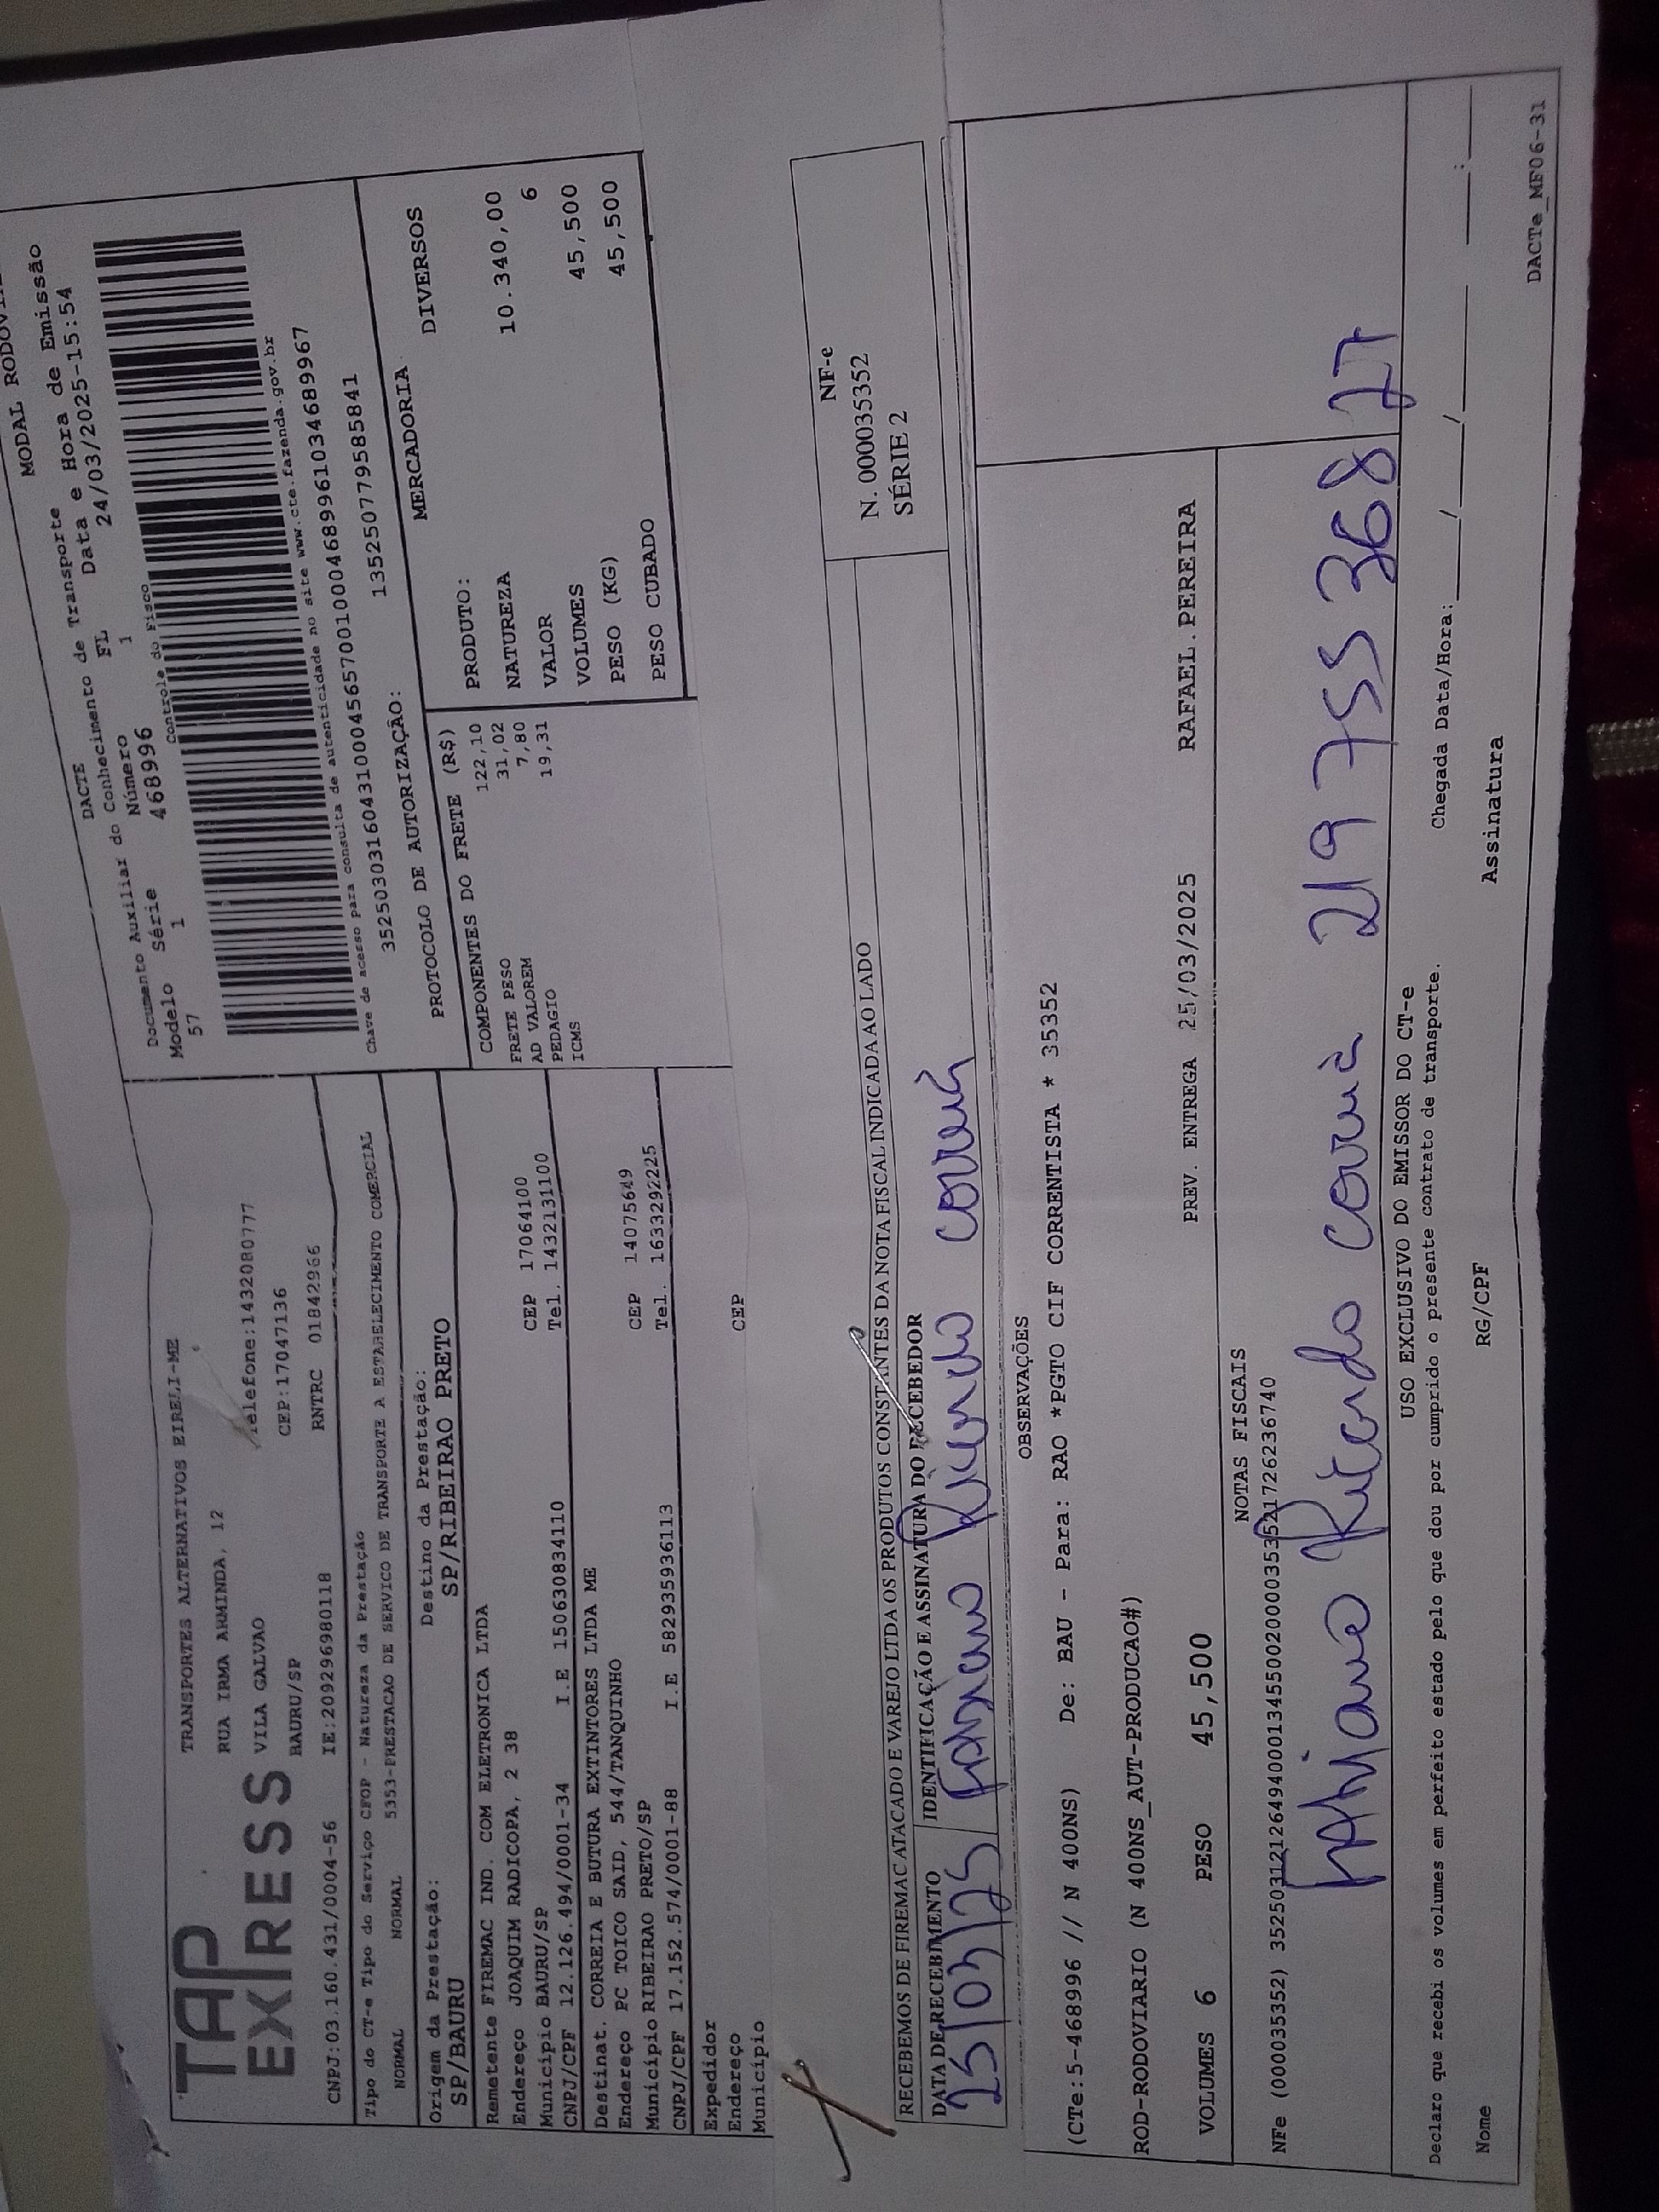 TAP
EXPRESS
TRANSPORTES ALTERNATIVOS EIRELI-ME
RUA IRMA ARMINDA, 12
VILA GALVAO
Telefone:1432080777
BAURU/SP
CEP:17047136
CNPJ:03.160.431/0004-56 IE:209296980118 RNTRC 01842966
MODAL
DACTE
Documento Auxiliar do Conhecimento de Transporte
Modelo Série Número FL Data e Hora de Emissão
57 1 468996 1 24/03/2025-15:54
Controle do Fisco
Chave de acesso para consulta de autenticidade no site www.cte.fazenda.gov.br
35250303160431000456570010004689961034689967
PROTOCOLO DE AUTORIZAÇÃO: 135250779585841
Tipo do CT-e Tipo do Serviço CFOP - Natureza da Prestação
NORMAL NORMAL 5353-PRESTACAO DE SERVICO DE TRANSPORTE A ESTABELECIMENTO COMERCIAL
Origem da Prestação: Destino da Prestação:
SP/BAURU SP/RIBEIRAO PRETO
Remetente FIREMAC IND. COM ELETRONICA LTDA
Endereço JOAQUIM RADICOPA, 2 38 CEP 17064100
Município BAURU/SP Tel. 1432131100
CNPJ/CPF 12.126.494/0001-34 I.E 150630834110
Destinat. CORREIA E BUTURA EXTINTORES LTDA ME
Endereço PC TOICO SAID, 544/TANQUINHO CEP 14075649
Município RIBEIRAO PRETO/SP Tel. 1633292225
CNPJ/CPF 17.152.574/0001-88 I.E 582935936113
Expedidor
Endereço CEP
Município
COMPONENTES DO FRETE (R$)
FRETE PESO 122,10
AD VALOREM 31,02
PEDAGIO 7,80
ICMS 19,31
MERCADORIA
PRODUTO: DIVERSOS
NATUREZA
VALOR 10.340,00
VOLUMES 6
PESO (KG) 45,500
PESO CUBADO 45,500
RECEBEMOS DE FIREMAC ATACADO E VAREJO LTDA OS PRODUTOS CONSTANTES DA NOTA FISCAL INDICADA AO LADO
DATA DE RECEBIMENTO IDENTIFICAÇÃO E ASSINATURA DO RECEBEDOR
25/03/25 Fabiano Ricardo correia
NF-e
N. 000035352
SÉRIE 2
OBSERVAÇÕES
(CTe:5-468996 // N 400NS) De: BAU - Para: RAO *PGTO CIF CORRENTISTA * 35352
ROD-RODOVIARIO (N 400NS_AUT-PRODUCAO#)
VOLUMES 6 PESO 45,500 PREV. ENTREGA 25/03/2025 RAFAEL.PEREIRA
NOTAS FISCAIS
NFe (000035352) 35250312126494000134550020000353521726236740
FABiano Ricardo correia 219 755 368 27
USO EXCLUSIVO DO EMISSOR DO CT-e
Declaro que recebi os volumes em perfeito estado pelo que dou por cumprido o presente contrato de transporte. Chegada Data/Hora: ____/____/____ ____:____
Nome RG/CPF Assinatura
DACTe_MF06-31